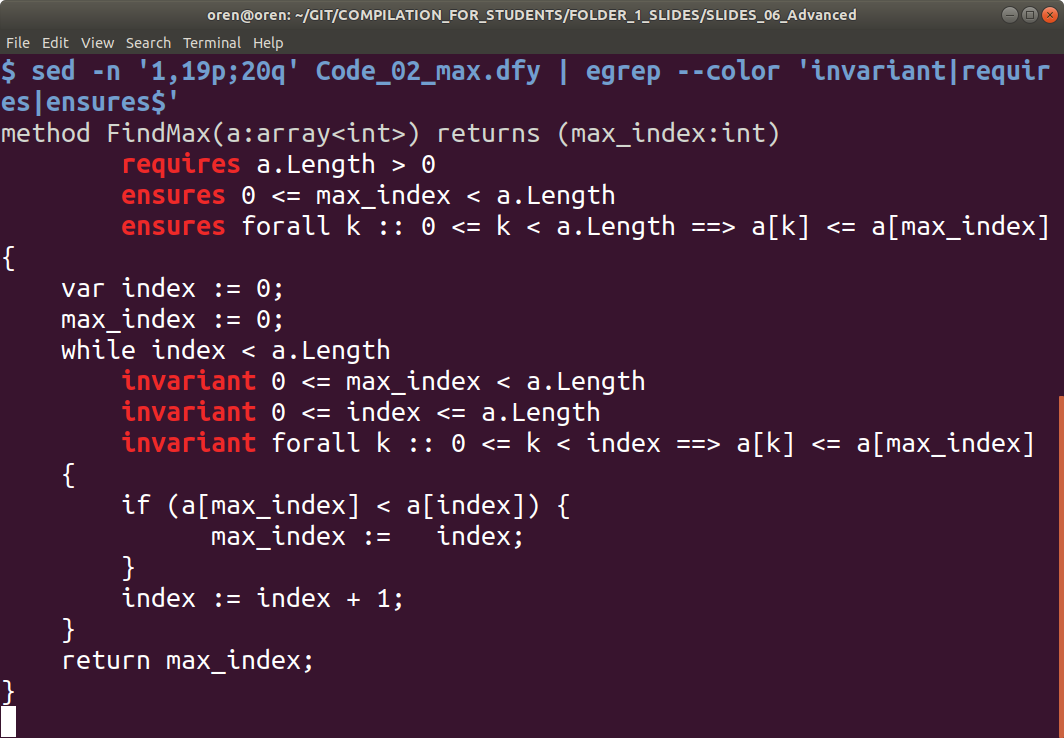 oren@oren: ~/GIT/COMPILATION_FOR_STUDENTS/FOLDER_1_SLIDES/SLIDES_06_Advanced
File Edit View Search Terminal Help
$ sed -n '1,19p;20q' Code_02_max.dfy | egrep --color 'invariant|requir
es|ensures$'
method FindMax(a:array<int>) returns (max_index:int)
        requires a.Length > 0
        ensures 0 <= max_index < a.Length
        ensures forall k :: 0 <= k < a.Length ==> a[k] <= a[max_index]
{
    var index := 0;
    max_index := 0;
    while index < a.Length
        invariant 0 <= max_index < a.Length
        invariant 0 <= index <= a.Length
        invariant forall k :: 0 <= k < index ==> a[k] <= a[max_index]
    {
        if (a[max_index] < a[index]) {
              max_index :=   index;
        }
        index := index + 1;
    }
    return max_index;
}